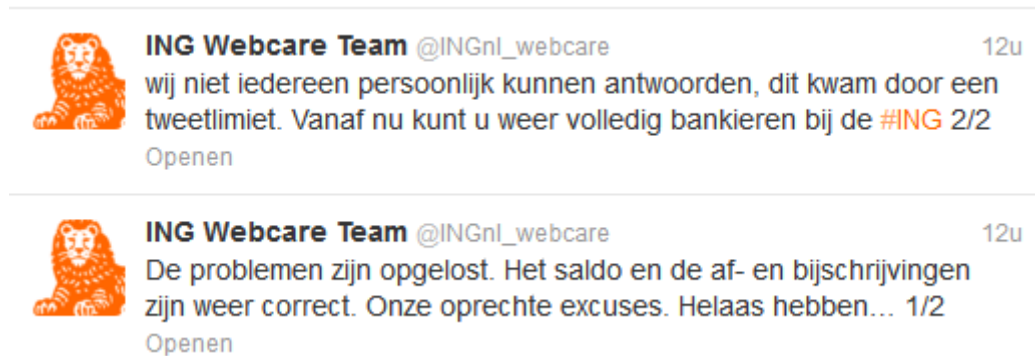 ING Webcare Team @INGnl_webcare 12u
wij niet iedereen persoonlijk kunnen antwoorden, dit kwam door een
tweetlimiet. Vanaf nu kunt u weer volledig bankieren bij de #ING 2/2
Openen
ING Webcare Team @INGnl_webcare 12u
De problemen zijn opgelost. Het saldo en de af- en bijschrijvingen
zijn weer correct. Onze oprechte excuses. Helaas hebben… 1/2
Openen